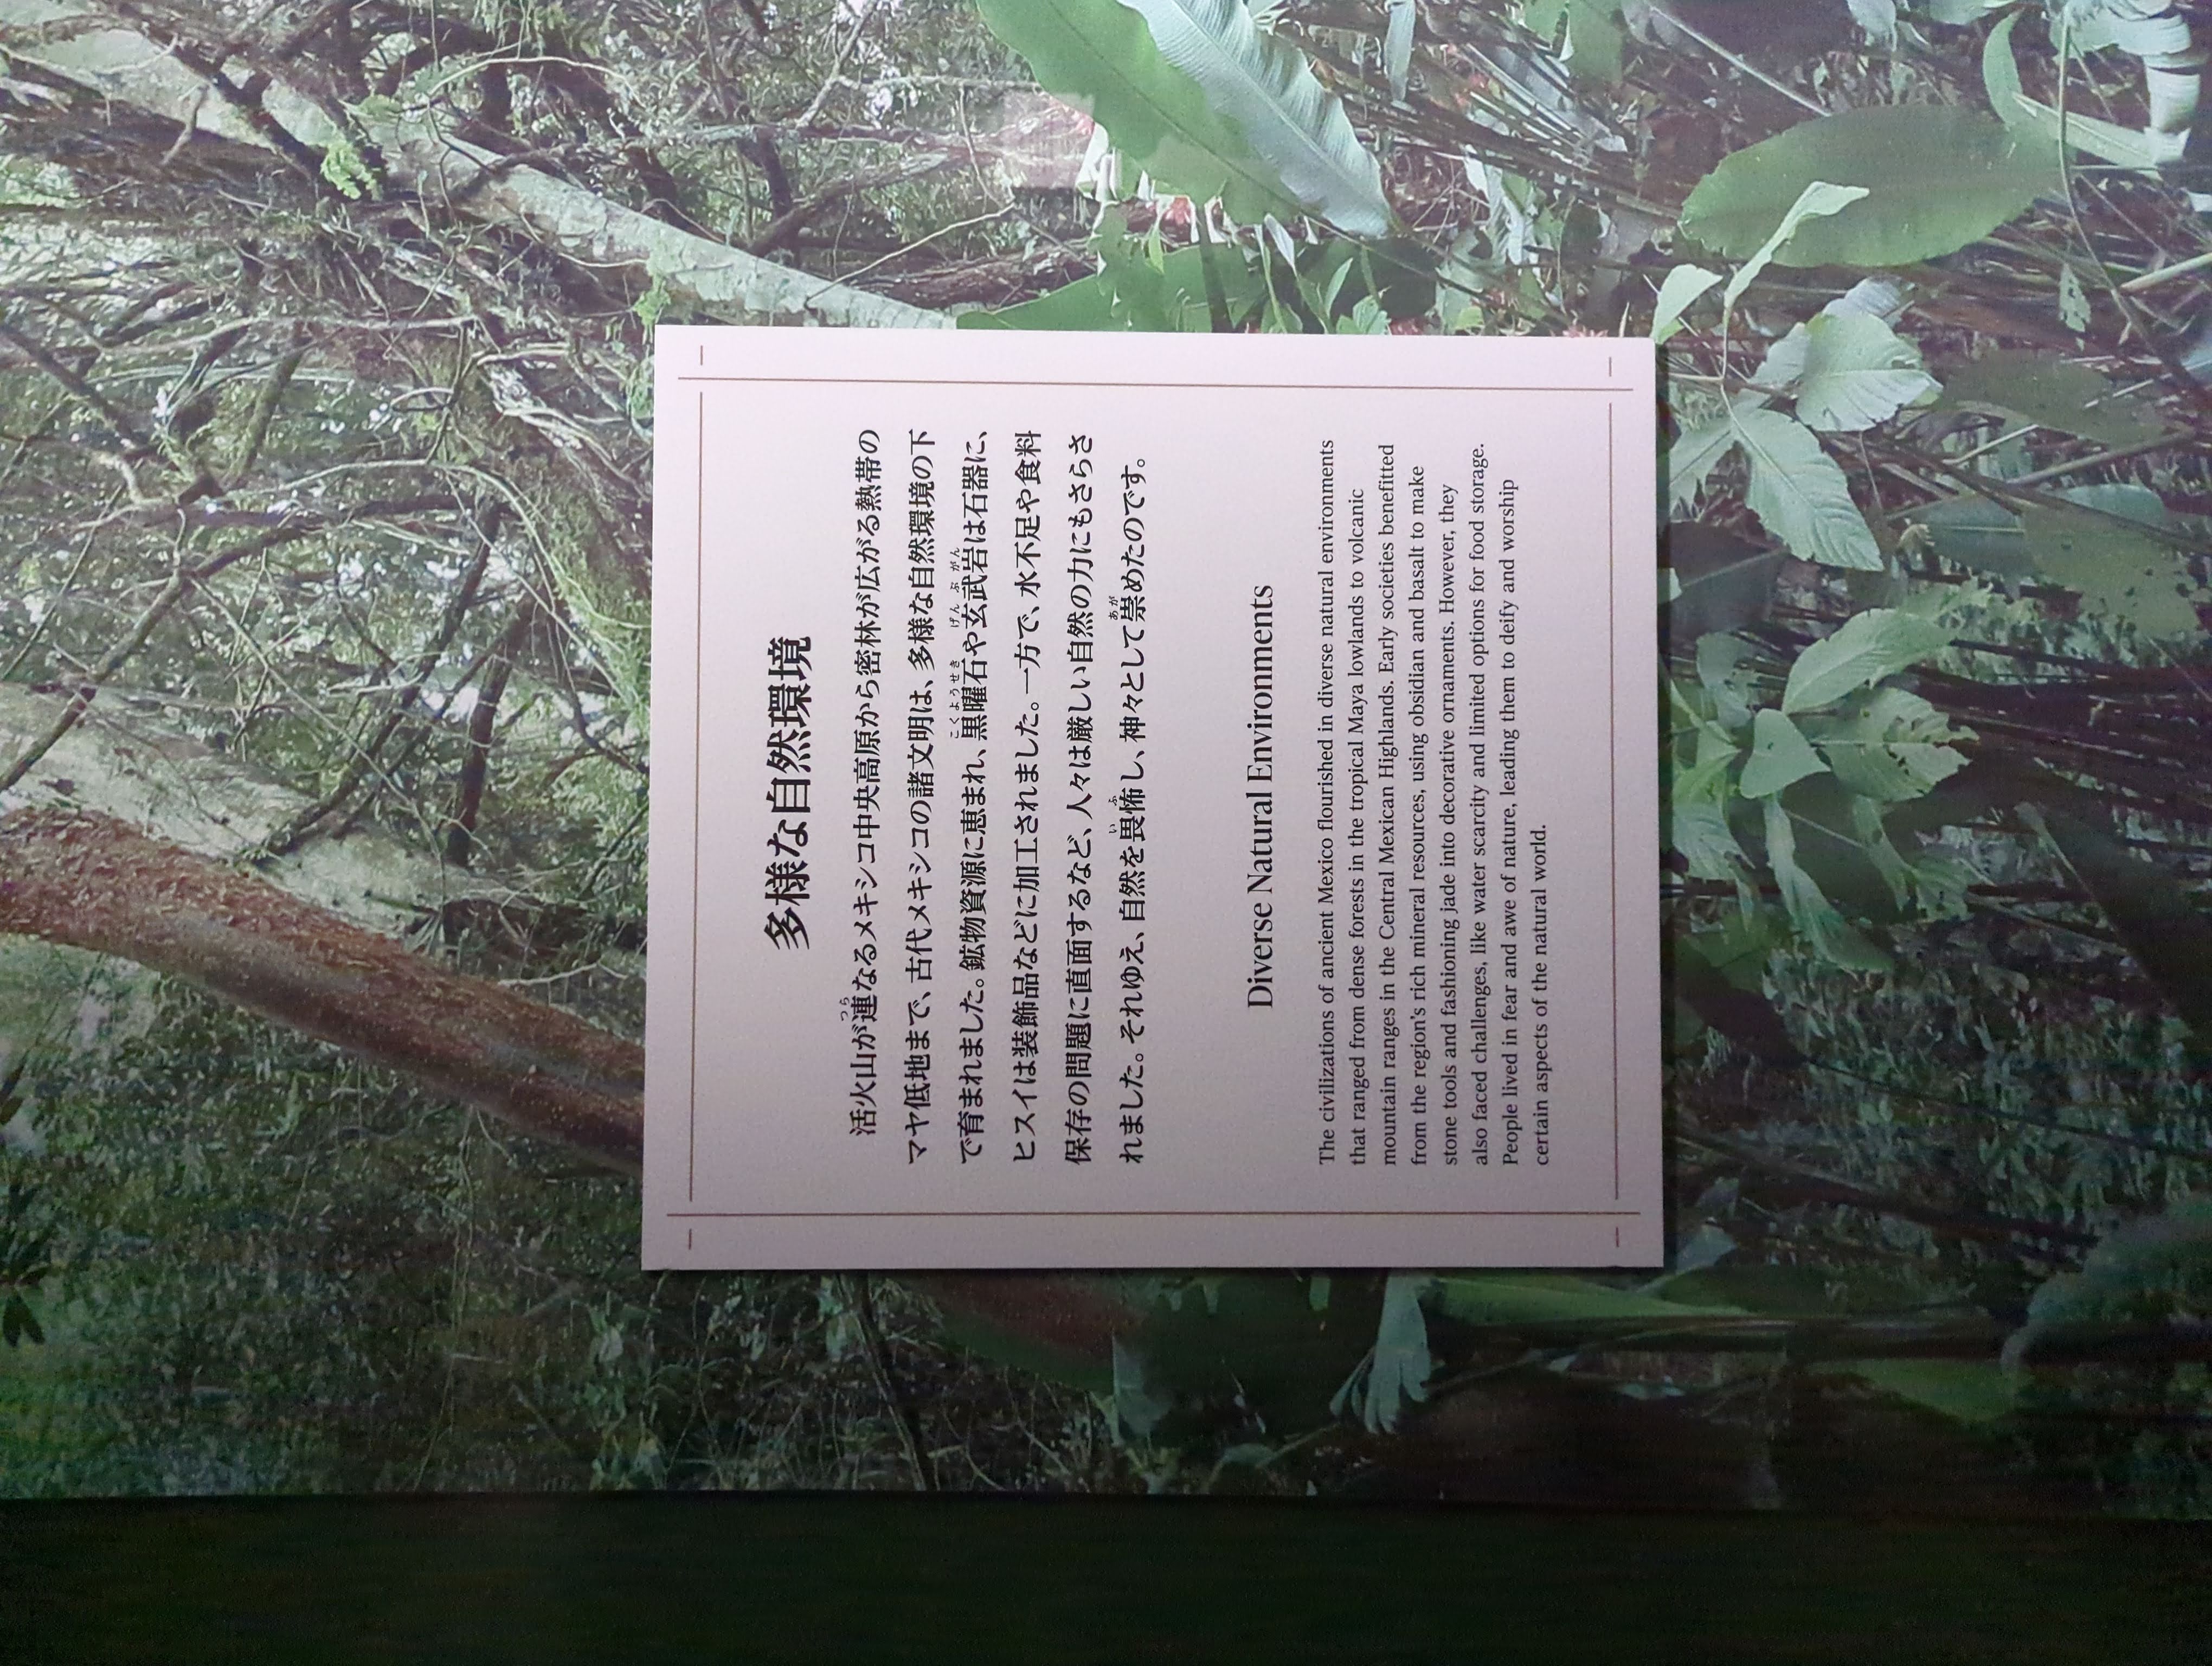 多様な自然環境
活火山が連なるメキシコ中央高原から密林が広がる熱帯の
マヤ低地まで、古代メキシコの諸文明は、多様な自然環境の下
で育まれました。鉱物資源に恵まれ、黒曜石や玄武岩は石器に、
ヒスイは装飾品などに加工されました。一方で、水不足や食料
保存の問題に直面するなど、人々は厳しい自然の力にもさらさ
れました。それゆえ、自然を畏怖し、神々として崇めたのです。
Diverse Natural Environments
The civilizations of ancient Mexico flourished in diverse natural environments
that ranged from dense forests in the tropical Maya lowlands to volcanic
mountain ranges in the Central Mexican Highlands. Early societies benefitted
from the region's rich mineral resources, using obsidian and basalt to make
stone tools and fashioning jade into decorative ornaments. However, they
also faced challenges, like water scarcity and limited options for food storage.
People lived in fear and awe of nature, leading them to deify and worship
certain aspects of the natural world.